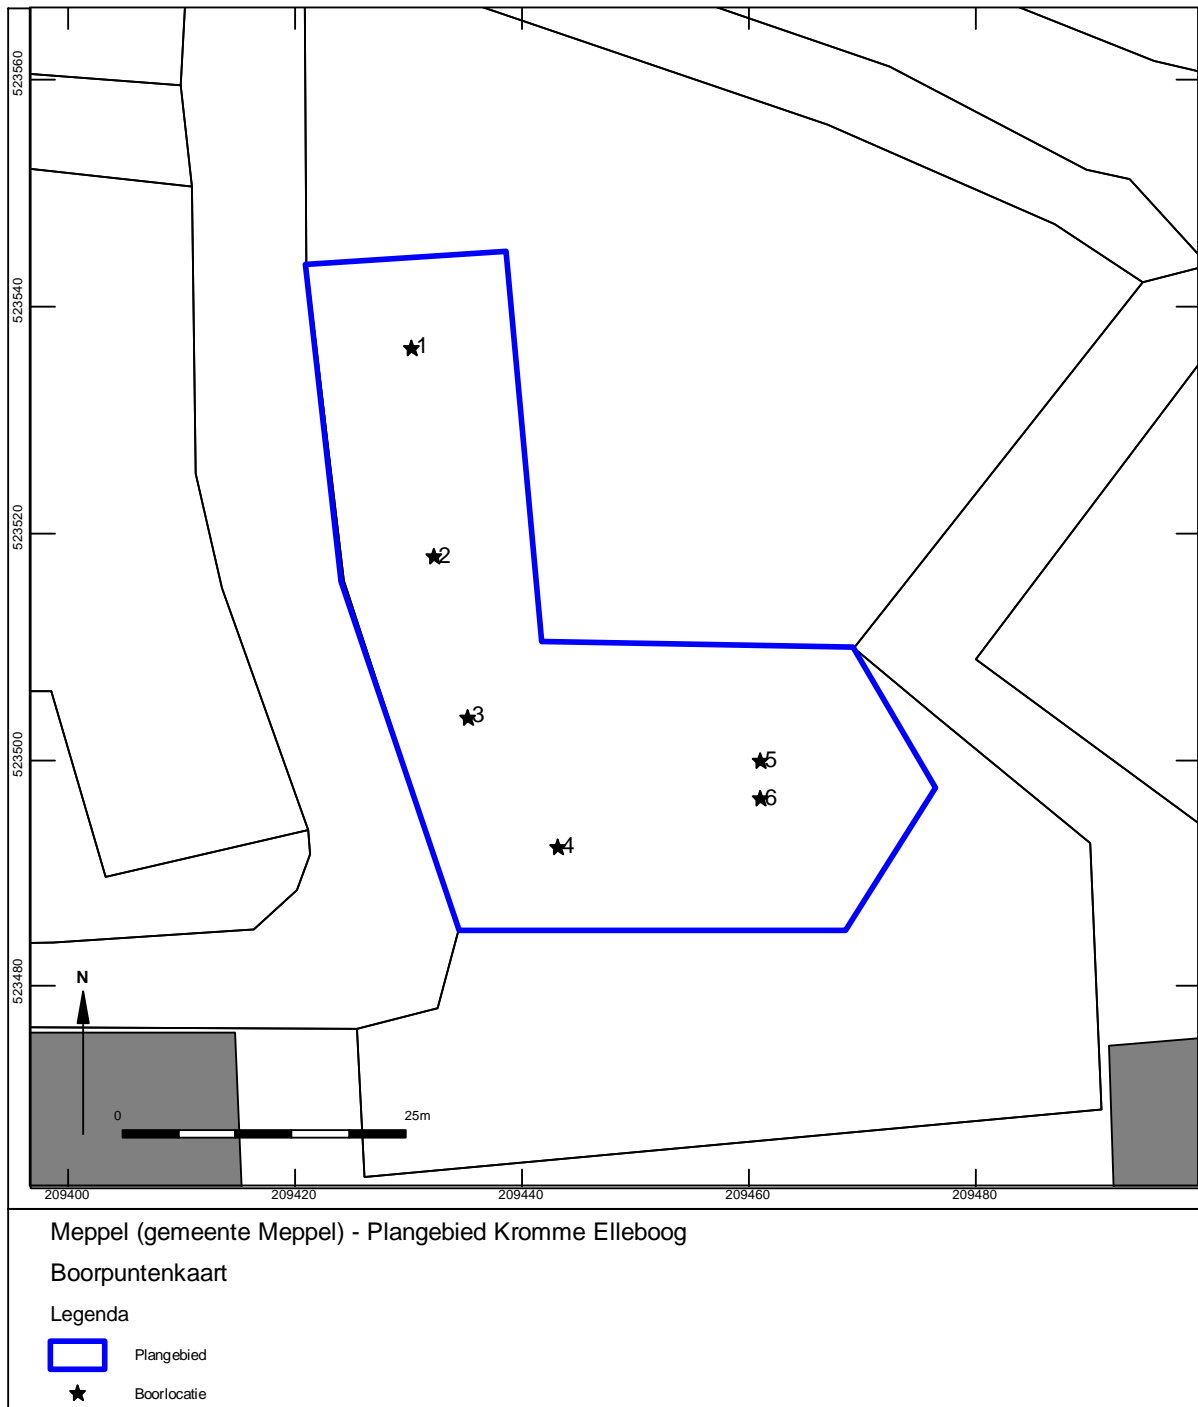 523560
523540
1
523520
2
3
523500
5
6
4
523480
N
0 25m
209400 209420 209440 209460 209480
Meppel (gemeente Meppel) - Plangebied Kromme Elleboog
Boorpuntenkaart
Legenda
Plangebied
Boorlocatie